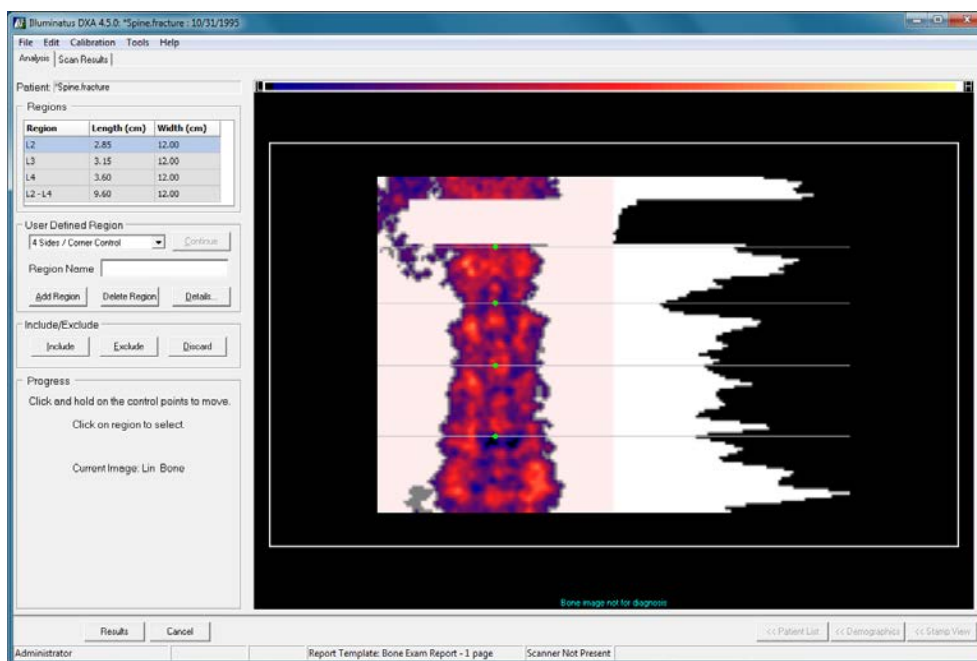 Illuminatus DXA 4.5.0: *Spine.fracture : 10/31/1995
File Edit Calibration Tools Help
Analysis Scan Results
Patient: *Spine.fracture
Regions
Region Length (cm) Width (cm)
L2 2.85 12.00
L3 3.15 12.00
L4 3.60 12.00
L2 - L4 9.60 12.00
User Defined Region
4 Sides / Corner Control Continue
Region Name
Add Region Delete Region Details...
Include/Exclude
Include Exclude Discard
Progress
Click and hold on the control points to move.
Click on region to select.
Current Image: Lin Bone
Bone image not for diagnosis
Results Cancel << Patient List << Demographics << Stamp View
Administrator Report Template: Bone Exam Report - 1 page Scanner Not Present